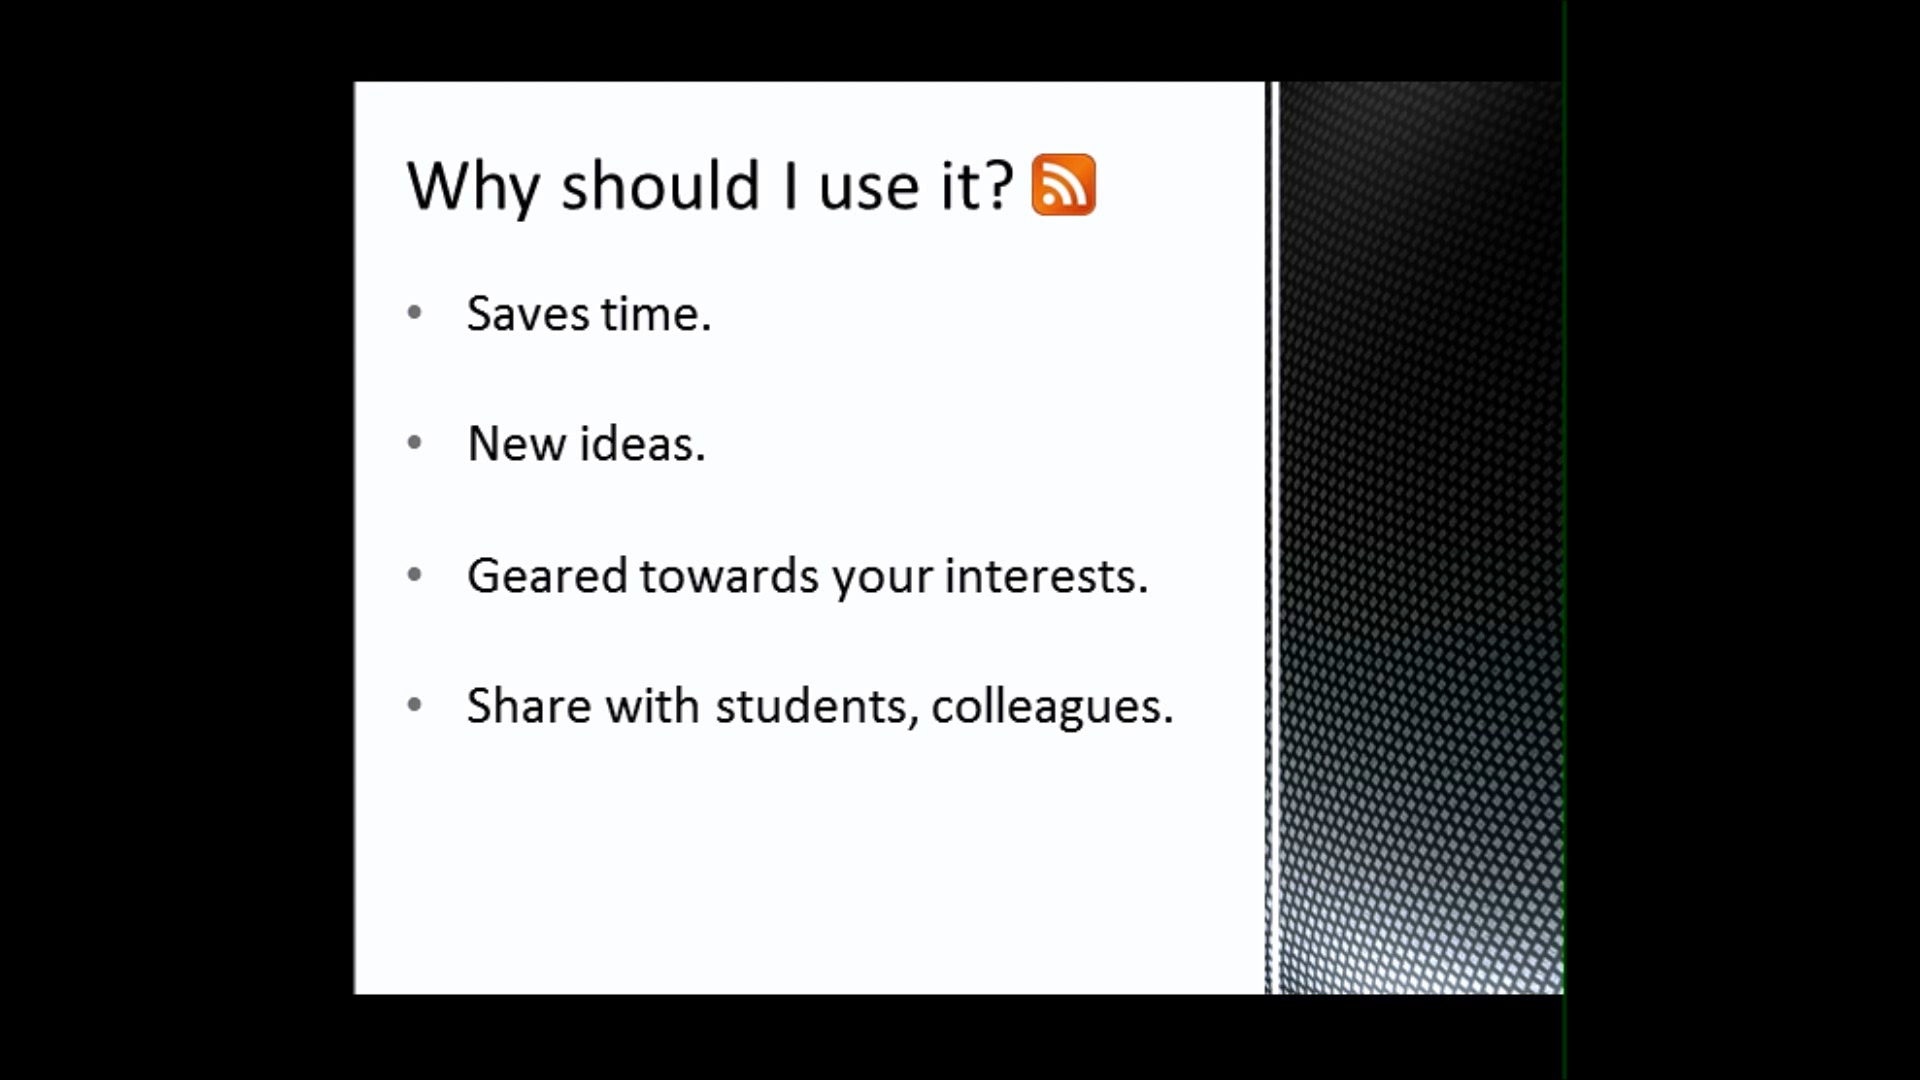 Why should I use it?
• Saves time.
• New ideas.
• Geared towards your interests.
• Share with students, colleagues.